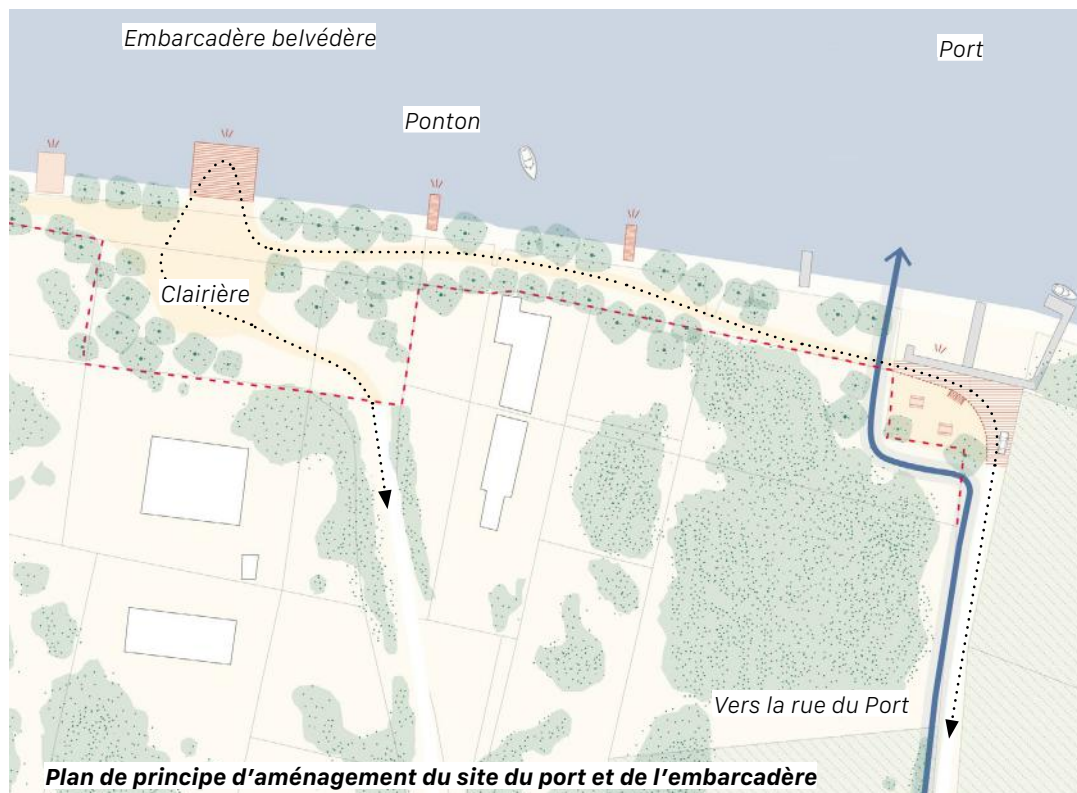 Embarcadère belvédère
Port
Ponton
Clairière
Vers la rue du Port
Plan de principe d’aménagement du site du port et de l’embarcadère